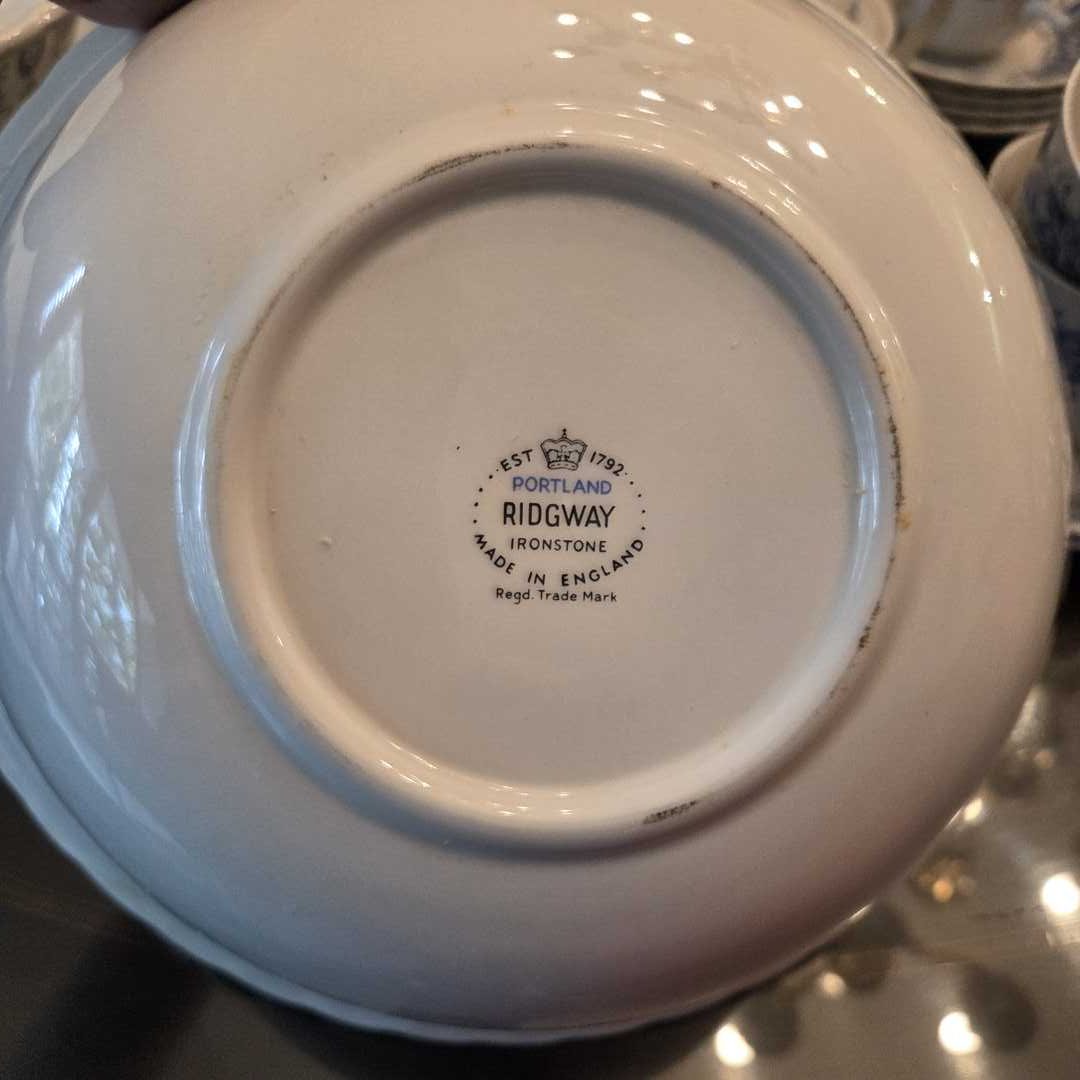 EST 1792
PORTLAND
RIDGWAY
IRONSTONE
MADE IN ENGLAND
Regd. Trade Mark